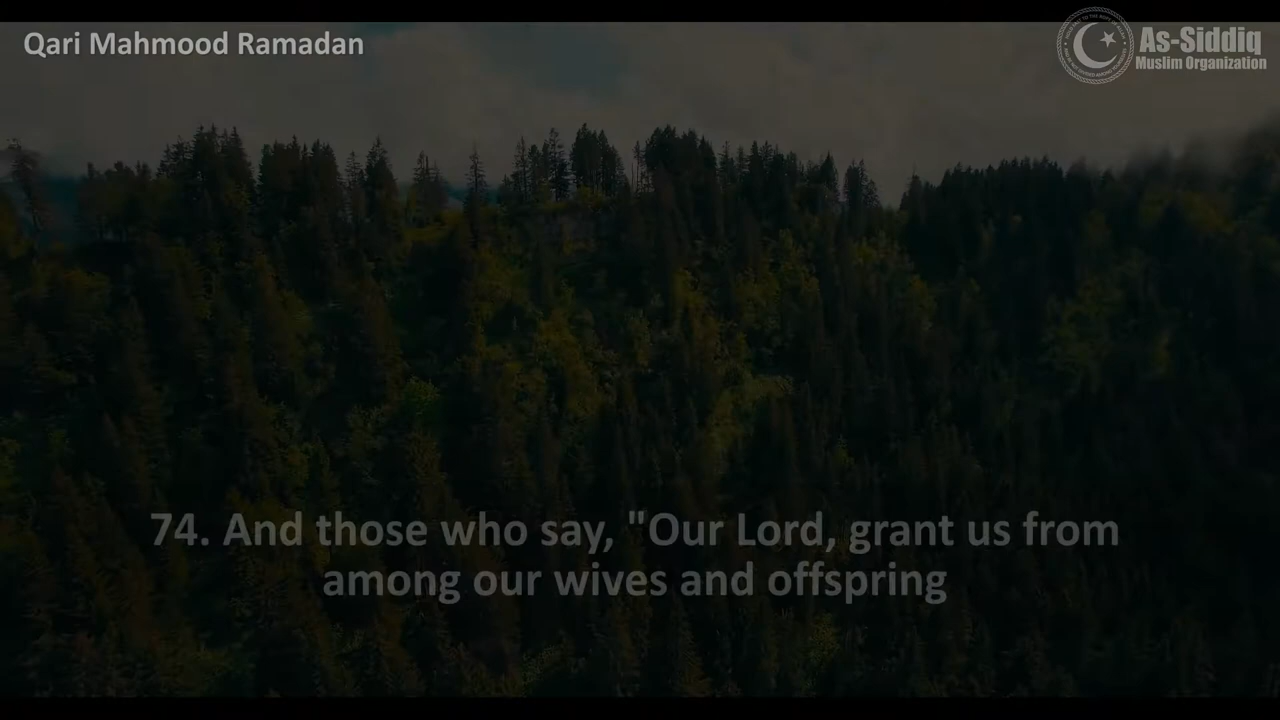 Qari Mahmood Ramadan
As-Siddiq
Muslim Organization
74. And those who say, "Our Lord, grant us from
among our wives and offspring